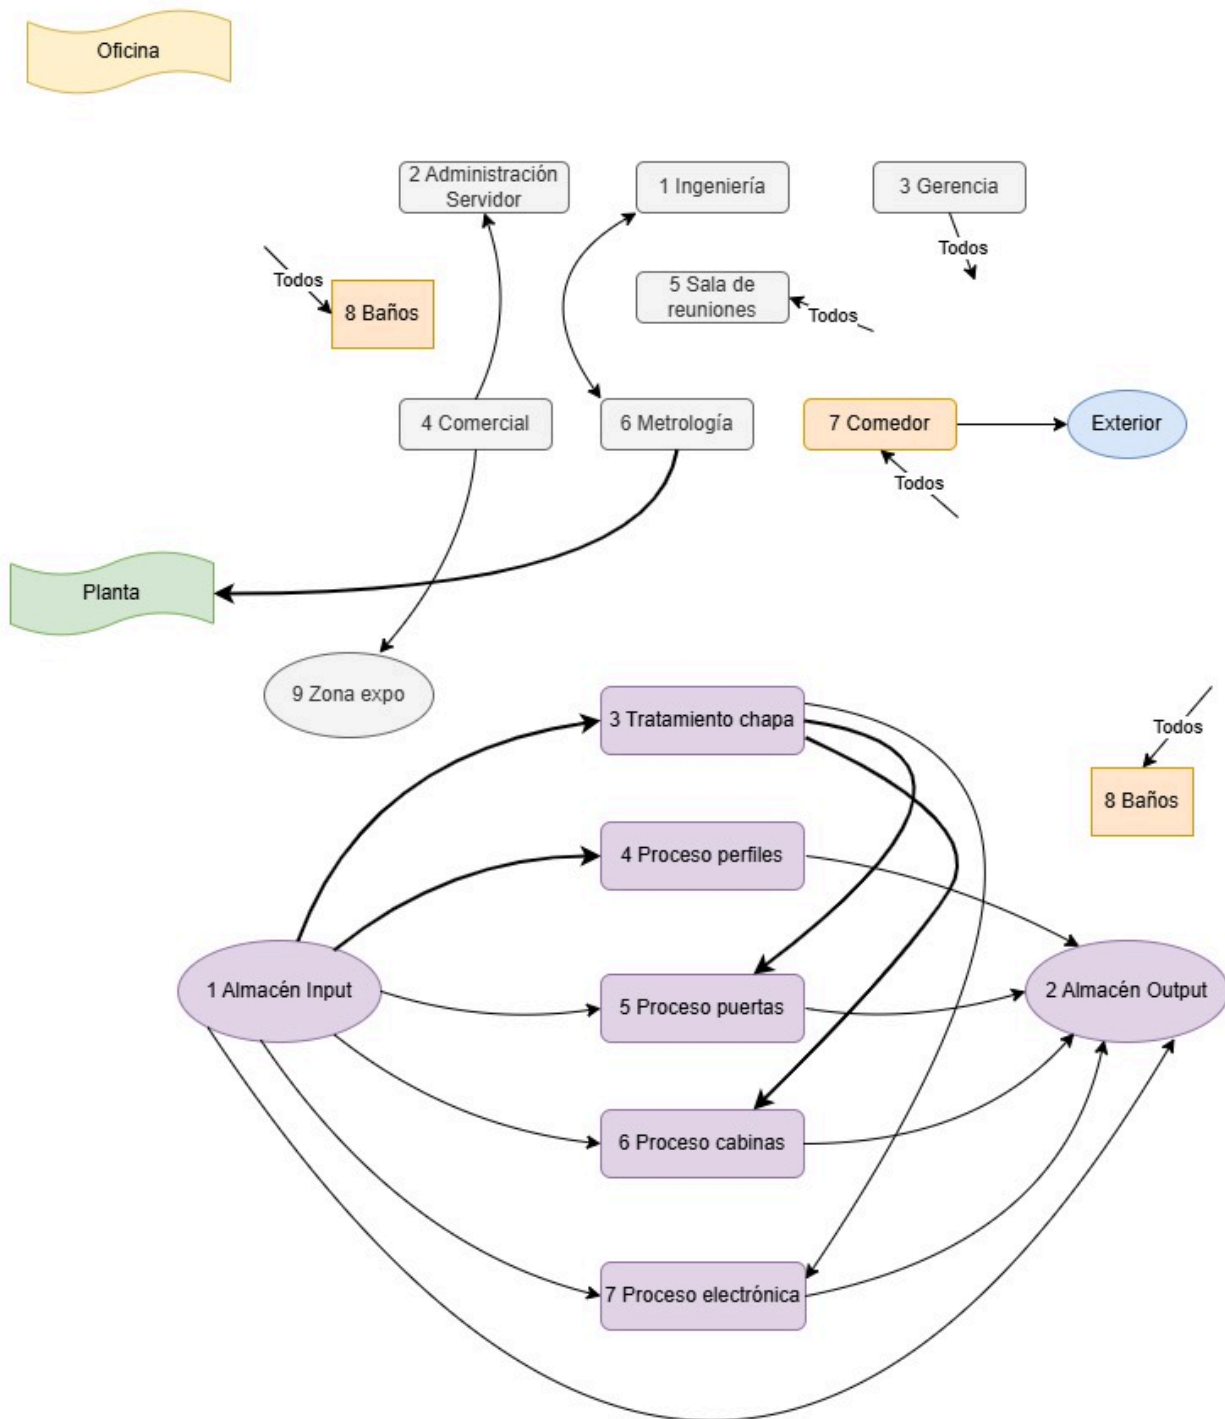 Oficina
2 Administración
Servidor
1 Ingeniería
3 Gerencia
Todos
Todos
8 Baños
5 Sala de
reuniones
Todos
4 Comercial
6 Metrología
7 Comedor
Exterior
Todos
Planta
9 Zona expo
3 Tratamiento chapa
Todos
8 Baños
4 Proceso perfiles
1 Almacén Input
5 Proceso puertas
2 Almacén Output
6 Proceso cabinas
7 Proceso electrónica